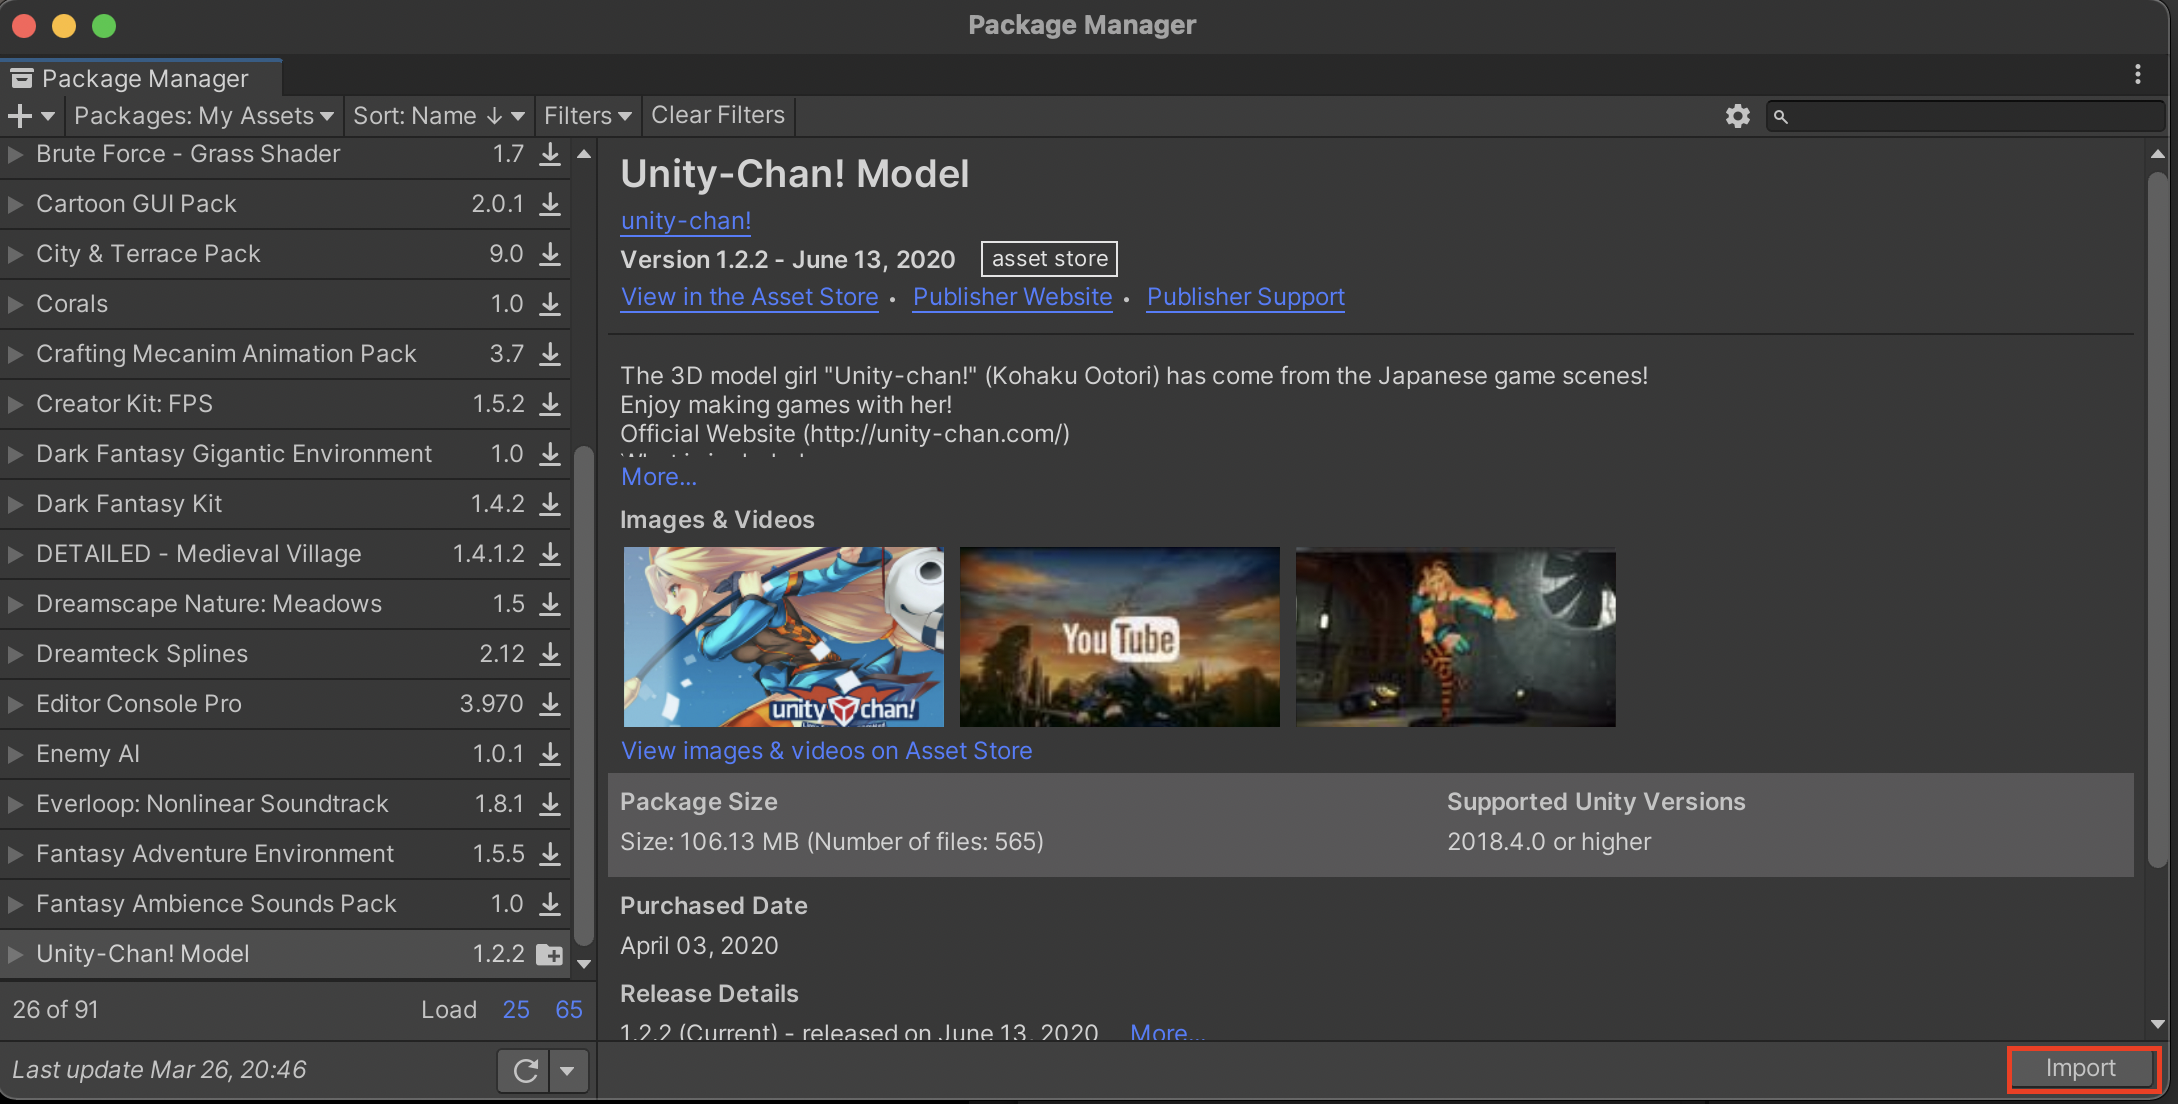 Package Manager
Package Manager
Packages: My Assets
Sort: Name ↓
Filters
Clear Filters
Brute Force - Grass Shader 1.7
Cartoon GUI Pack 2.0.1
City & Terrace Pack 9.0
Corals 1.0
Crafting Mecanim Animation Pack 3.7
Creator Kit: FPS 1.5.2
Dark Fantasy Gigantic Environment 1.0
Dark Fantasy Kit 1.4.2
DETAILED - Medieval Village 1.4.1.2
Dreamscape Nature: Meadows 1.5
Dreamteck Splines 2.12
Editor Console Pro 3.970
Enemy AI 1.0.1
Everloop: Nonlinear Soundtrack 1.8.1
Fantasy Adventure Environment 1.5.5
Fantasy Ambience Sounds Pack 1.0
Unity-Chan! Model 1.2.2
26 of 91 Load 25 65
Last update Mar 26, 20:46
Unity-Chan! Model
unity-chan!
Version 1.2.2 - June 13, 2020 asset store
View in the Asset Store • Publisher Website • Publisher Support
The 3D model girl "Unity-chan!" (Kohaku Ootori) has come from the Japanese game scenes!
Enjoy making games with her!
Official Website (http://unity-chan.com/)
More...
Images & Videos
unity chan!
YouTube
View images & videos on Asset Store
Package Size
Size: 106.13 MB (Number of files: 565)
Supported Unity Versions
2018.4.0 or higher
Purchased Date
April 03, 2020
Release Details
1.2.2 (Current) - released on June 13, 2020 More...
Import